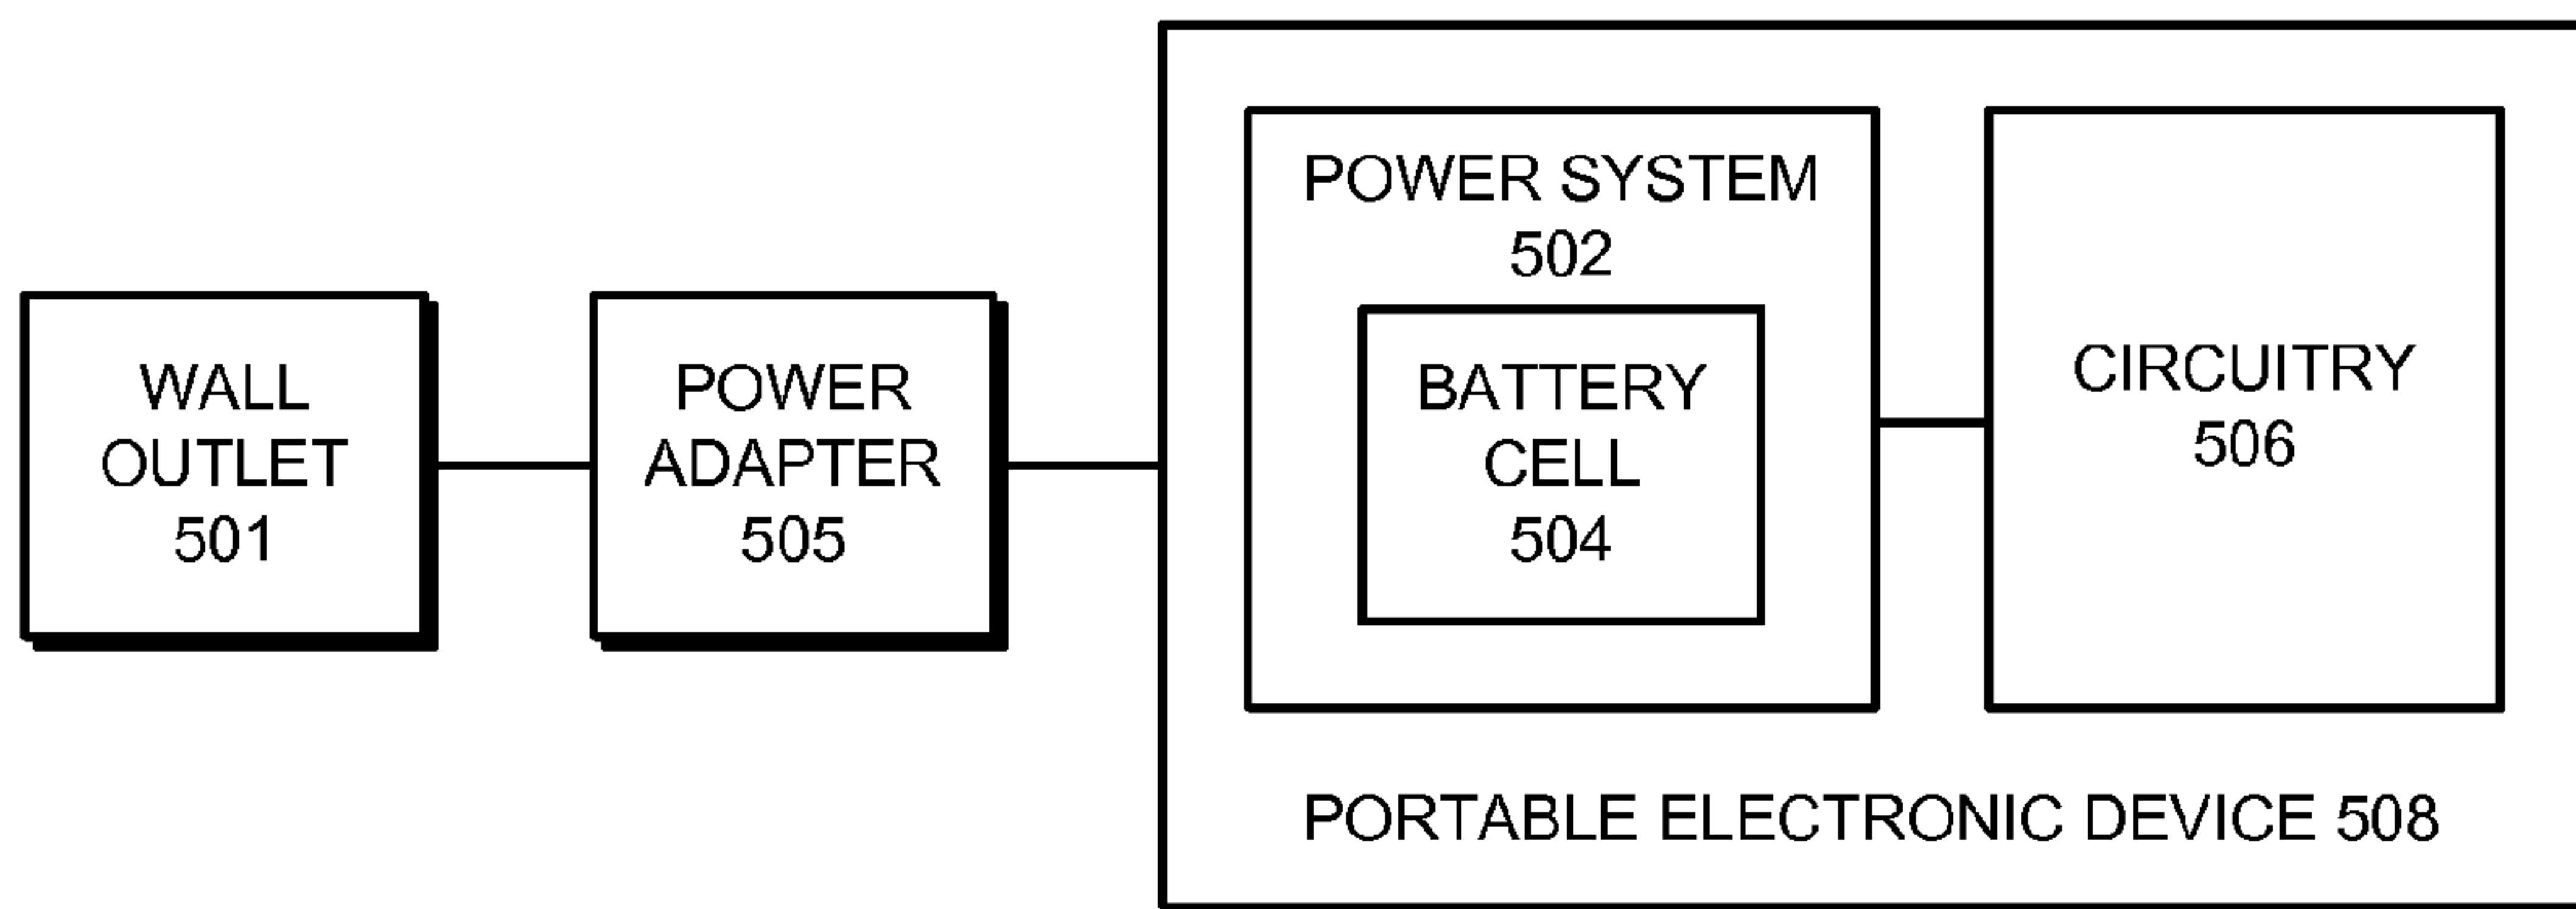 WALL
OUTLET
501
POWER
ADAPTER
505
POWER SYSTEM
502
BATTERY
CELL
504
CIRCUITRY
506
PORTABLE ELECTRONIC DEVICE 508